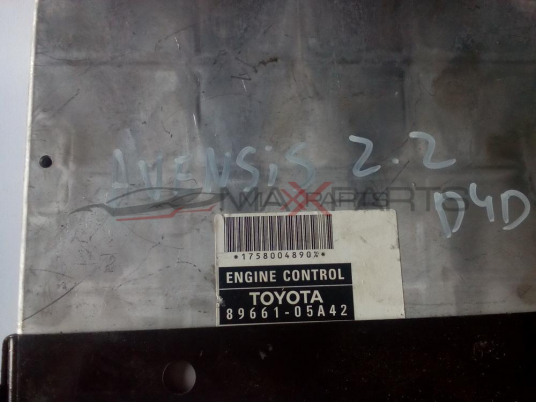 AVENSiS 2.2
D4D
MAXPARTS
*1758004890%*
ENGINE CONTROL
TOYOTA
89661-05A42